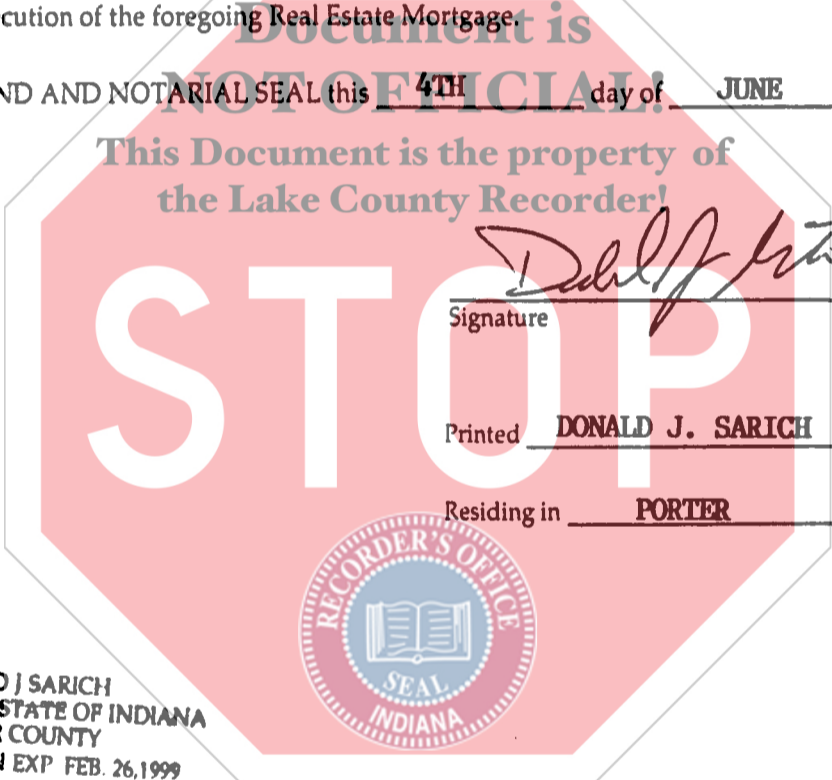 cution of the foregoing Real Estate Mortgage.
Document is
NOT OFFICIAL!
ND AND NOTARIAL SEAL this 4TH day of JUNE
This Document is the property of
the Lake County Recorder!
STOP
Signature
Printed DONALD J. SARICH
Residing in PORTER
RECORDER'S OFFICE
SEAL
INDIANA
J SARICH
STATE OF INDIANA
COUNTY
EXP FEB. 26,1999